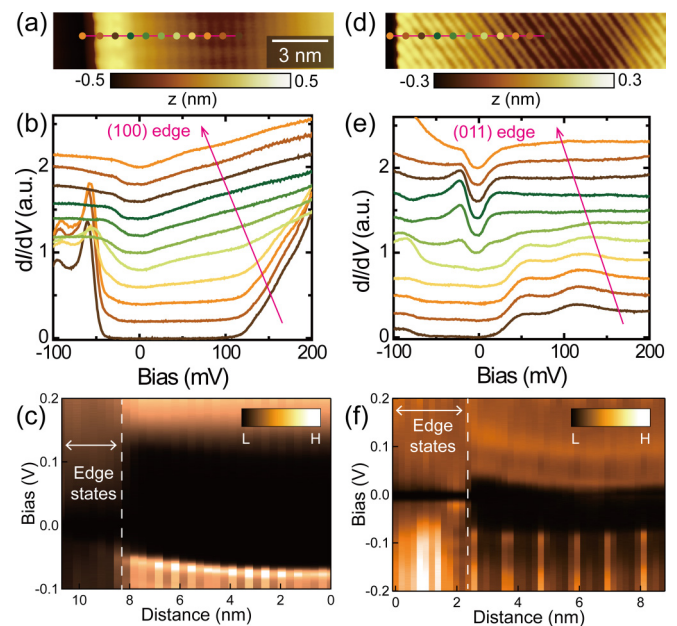 (a)
3 nm
-0.5 0.5
z (nm)
(d)
-0.3 0.3
z (nm)
(b)
(100) edge
2
1
0
dI/dV (a.u.)
-100 0 100 200
Bias (mV)
(e)
(011) edge
2
1
0
dI/dV (a.u.)
-100 0 100 200
Bias (mV)
(c)
0.2
0.1
0.0
-0.1
Bias (V)
L H
Edge
states
10 8 6 4 2 0
Distance (nm)
(f)
0.2
0.1
0.0
-0.1
-0.2
Bias (V)
L H
Edge
states
0 2 4 6 8
Distance (nm)